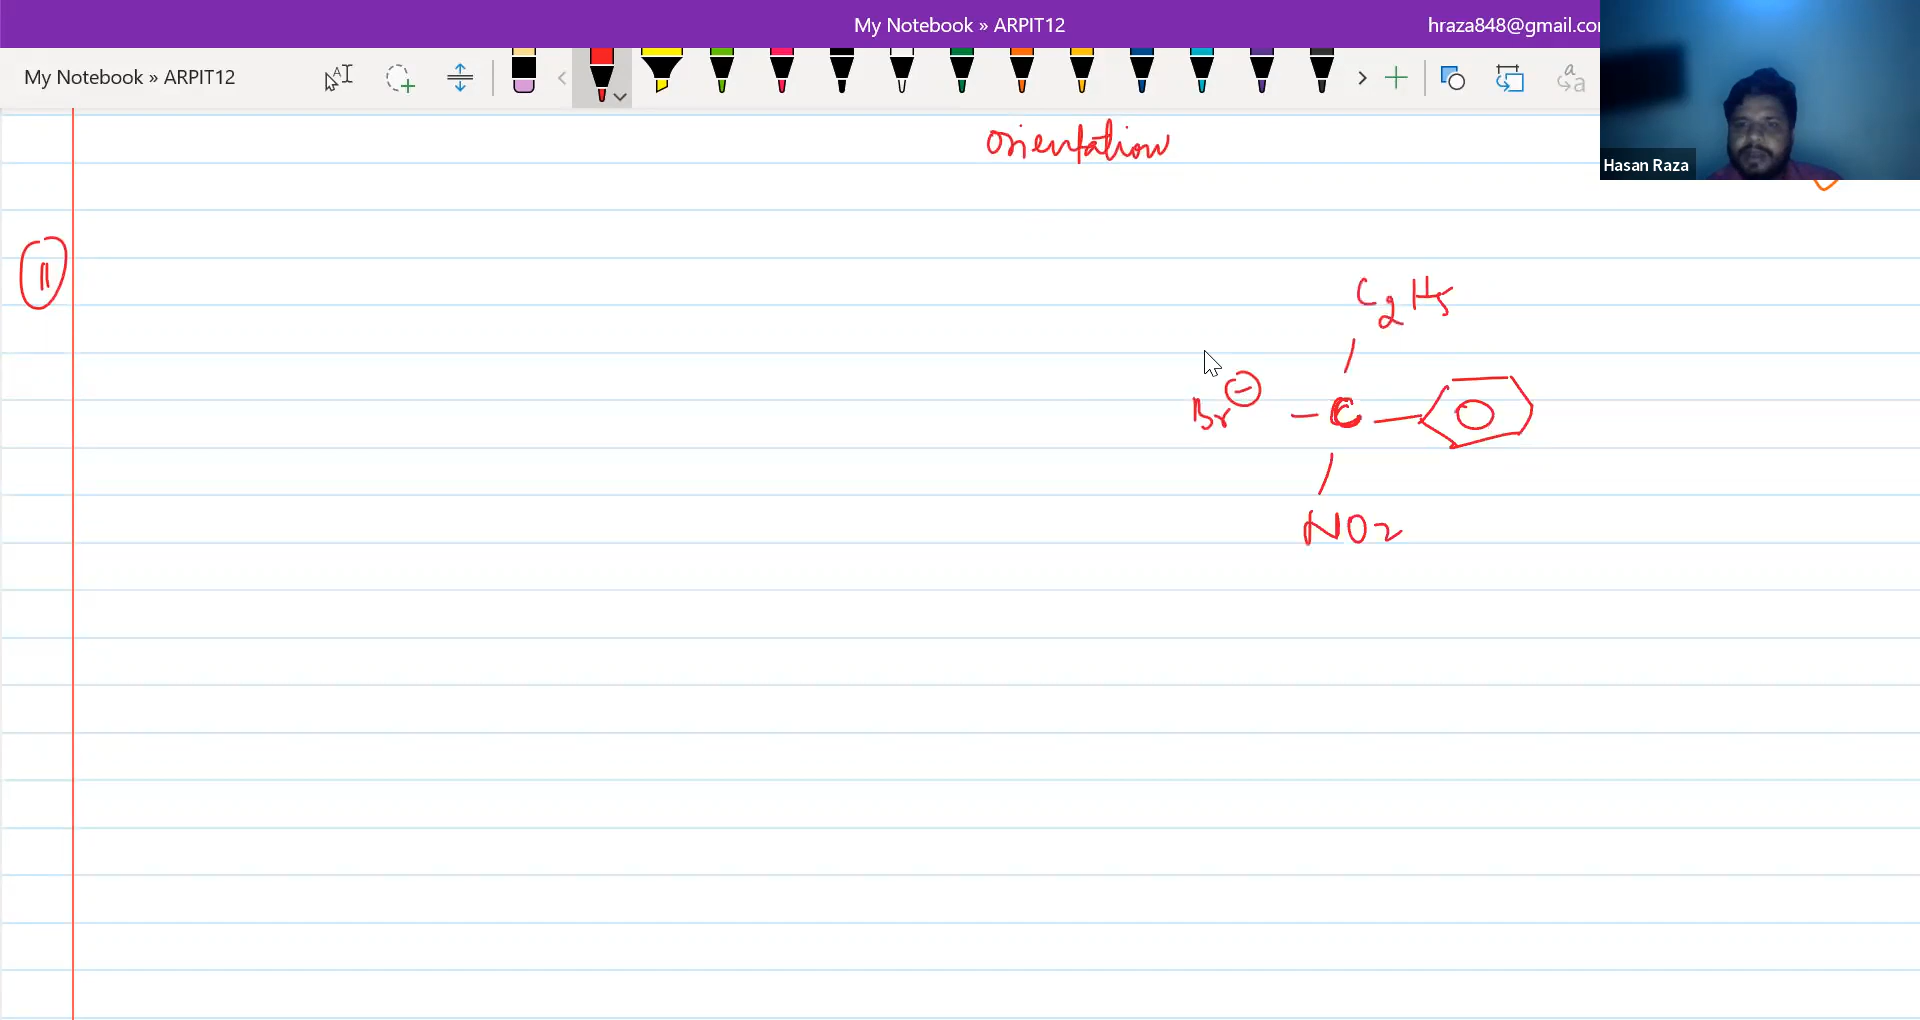 My Notebook » ARPIT12
hraza848@gmail.co
My Notebook » ARPIT12
Hasan Raza
orientation
11
C2H5
Br⊖ – C –
NO2